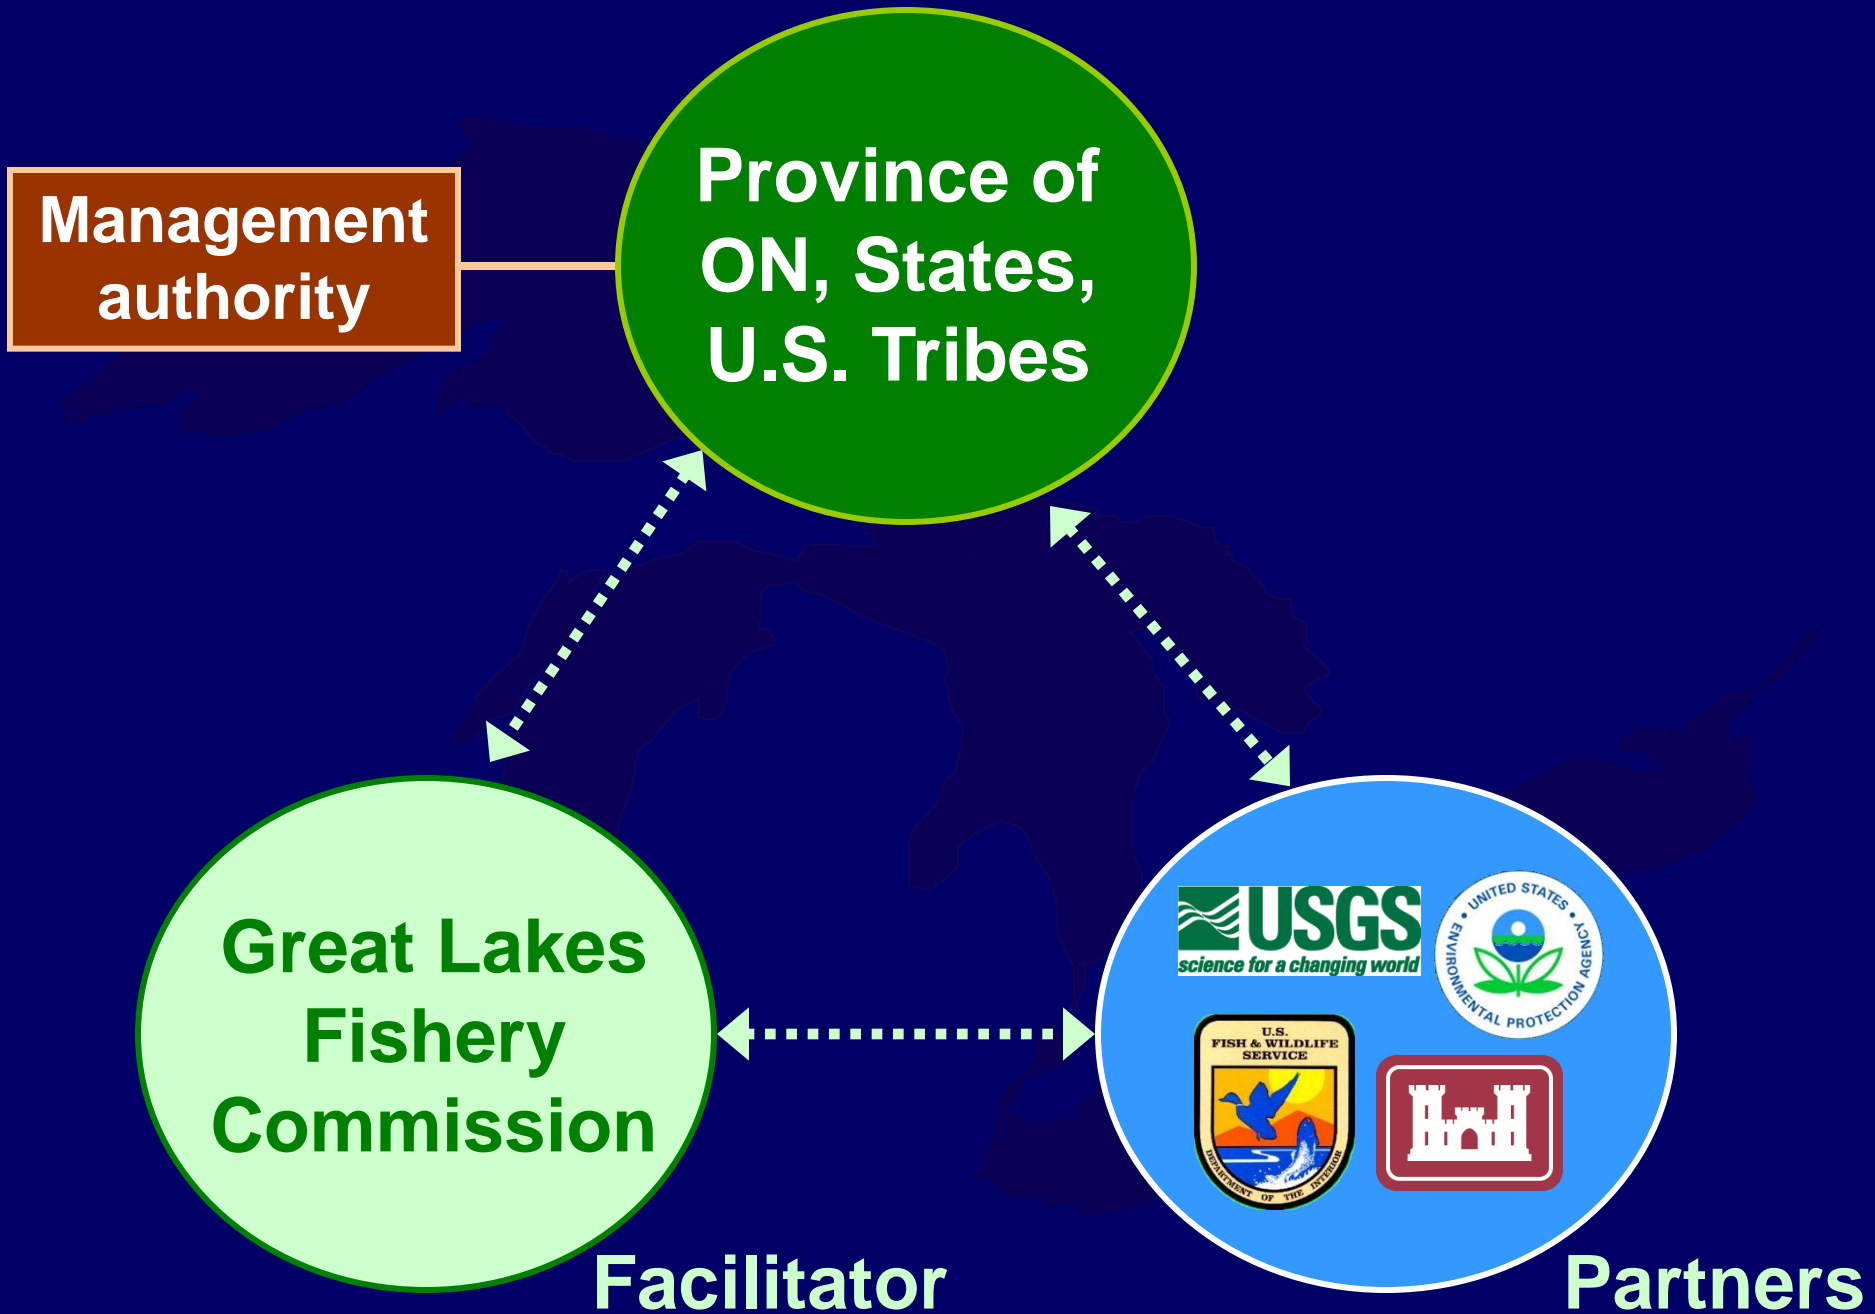 Province of
ON, States,
U.S. Tribes
Management
authority
Great Lakes
Fishery
Commission
USGS
science for a changing world
UNITED STATES
ENVIRONMENTAL PROTECTION AGENCY
U.S.
FISH & WILDLIFE
SERVICE
DEPARTMENT OF THE INTERIOR
Facilitator
Partners